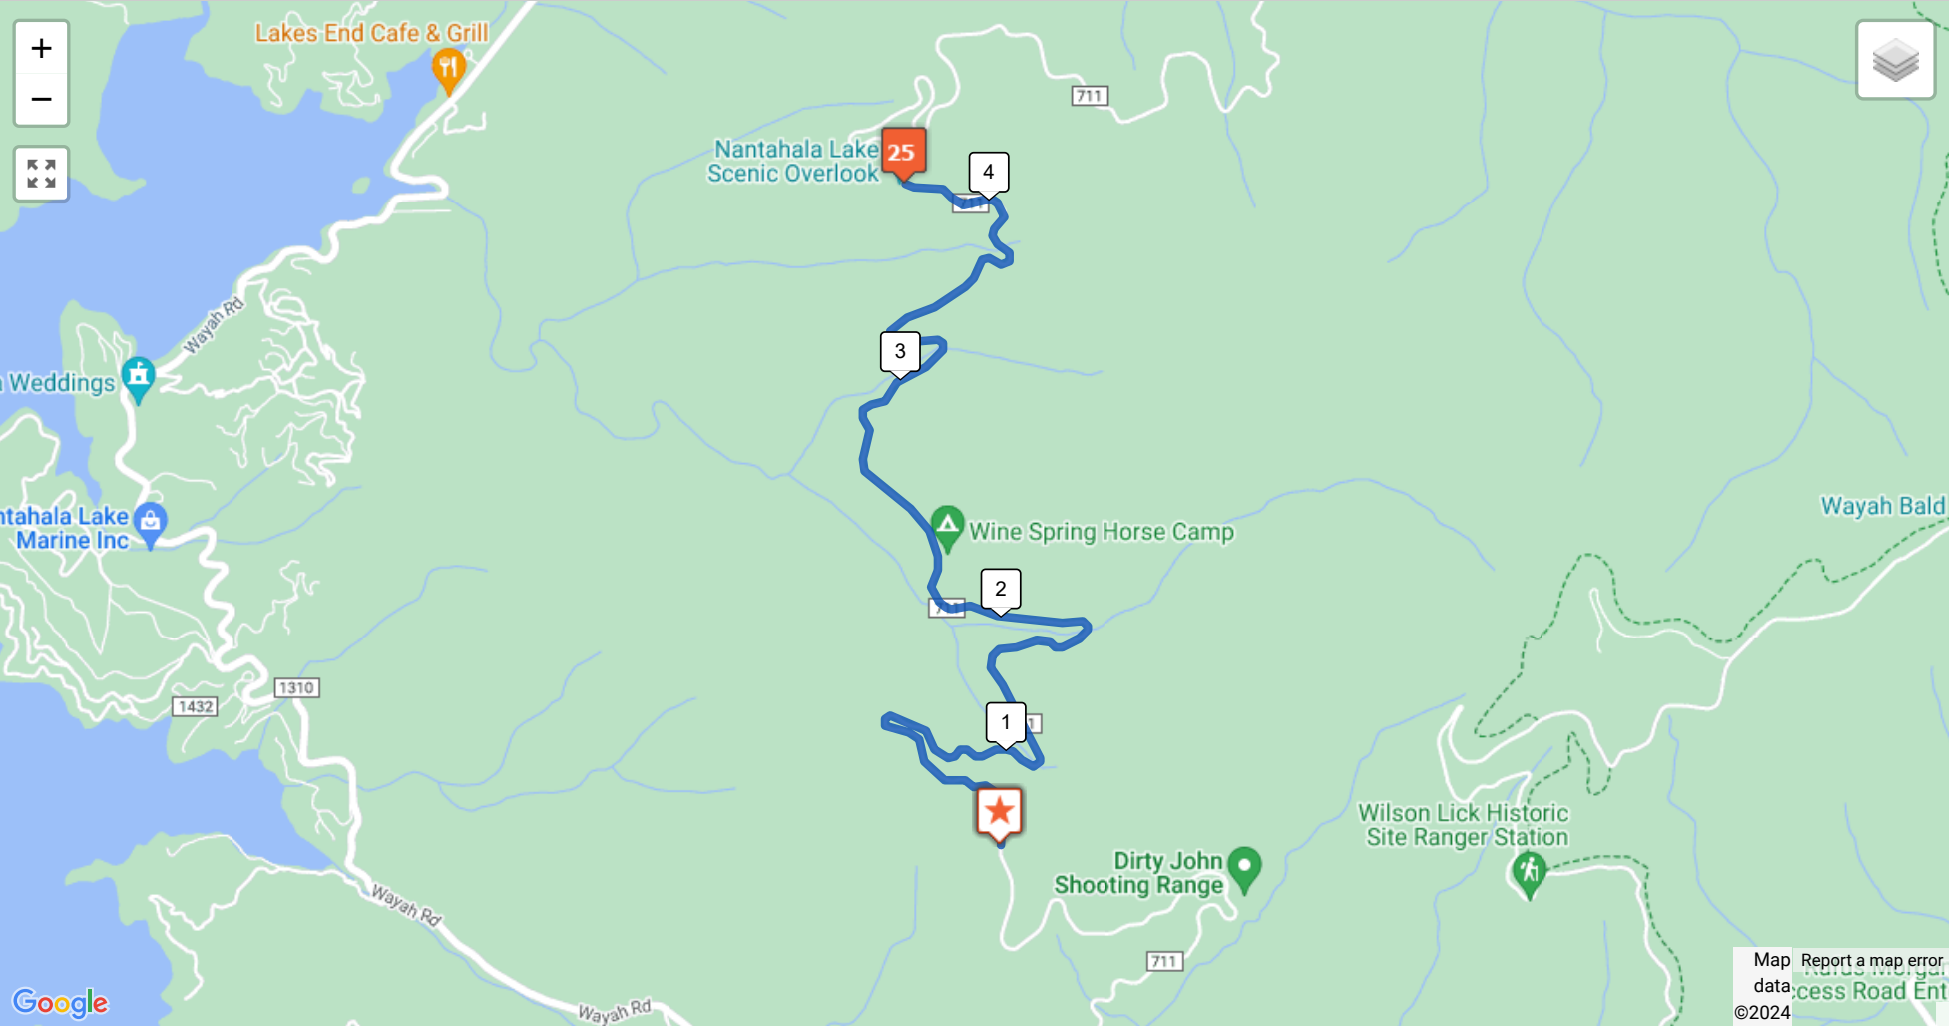 Lakes End Cafe & Grill
+
−
711
Nantahala Lake
Scenic Overlook
25
4
Wayah Rd
3
Weddings
Wayah Bald
ntahala Lake
Marine Inc
Wine Spring Horse Camp
2
1310
1432
1
Wilson Lick Historic
Site Ranger Station
Dirty John
Shooting Range
Wayah Rd
711
Wayah Rd
Google
Map
data
©2024
Report a map error
ccess Road Ent